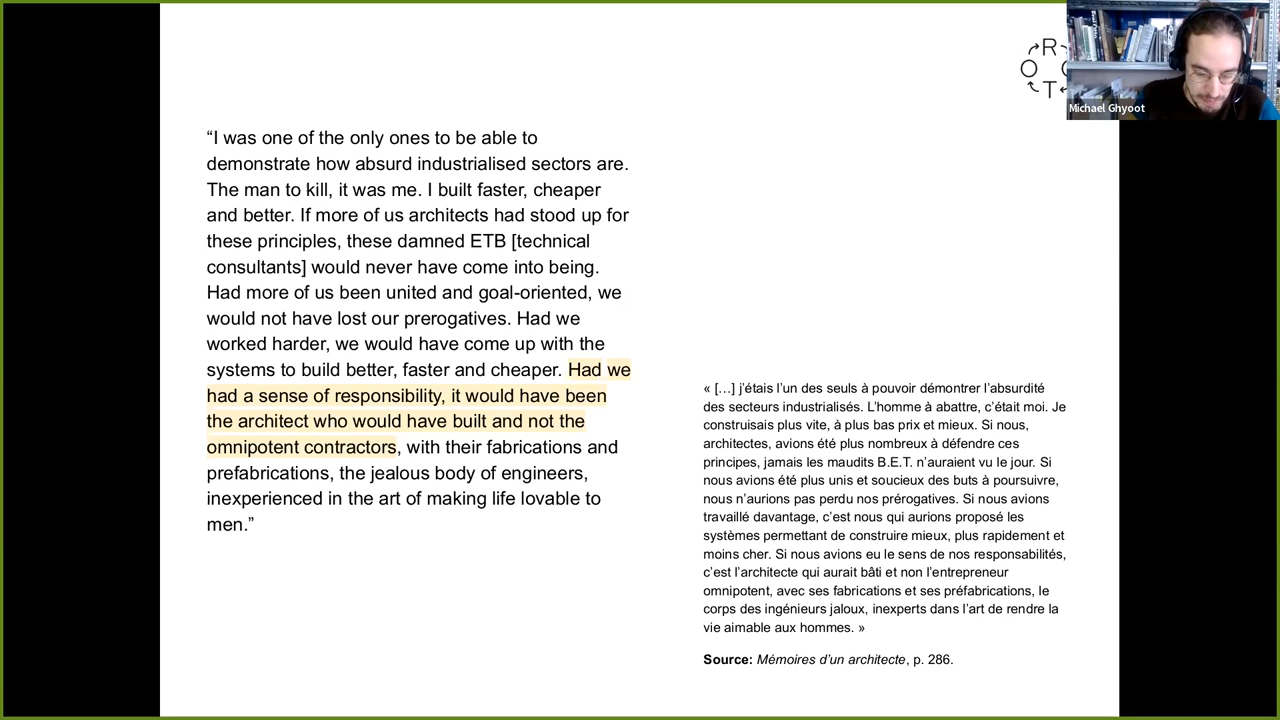 “I was one of the only ones to be able to
demonstrate how absurd industrialised sectors are.
The man to kill, it was me. I built faster, cheaper
and better. If more of us architects had stood up for
these principles, these damned ETB [technical
consultants] would never have come into being.
Had more of us been united and goal-oriented, we
would not have lost our prerogatives. Had we
worked harder, we would have come up with the
systems to build better, faster and cheaper. Had we
had a sense of responsibility, it would have been
the architect who would have built and not the
omnipotent contractors, with their fabrications and
prefabrications, the jealous body of engineers,
inexperienced in the art of making life lovable to
men.”
« […] j’étais l’un des seuls à pouvoir démontrer l’absurdité
des secteurs industrialisés. L’homme à abattre, c’était moi. Je
construisais plus vite, à plus bas prix et mieux. Si nous,
architectes, avions été plus nombreux à défendre ces
principes, jamais les maudits B.E.T. n’auraient vu le jour. Si
nous avions été plus unis et soucieux des buts à poursuivre,
nous n’aurions pas perdu nos prérogatives. Si nous avions
travaillé davantage, c’est nous qui aurions proposé les
systèmes permettant de construire mieux, plus rapidement et
moins cher. Si nous avions eu le sens de nos responsabilités,
c’est l’architecte qui aurait bâti et non l’entrepreneur
omnipotent, avec ses fabrications et ses préfabrications, le
corps des ingénieurs jaloux, inexperts dans l’art de rendre la
vie aimable aux hommes. »
Source: Mémoires d’un architecte, p. 286.
R
O
T
Michael Ghyoot